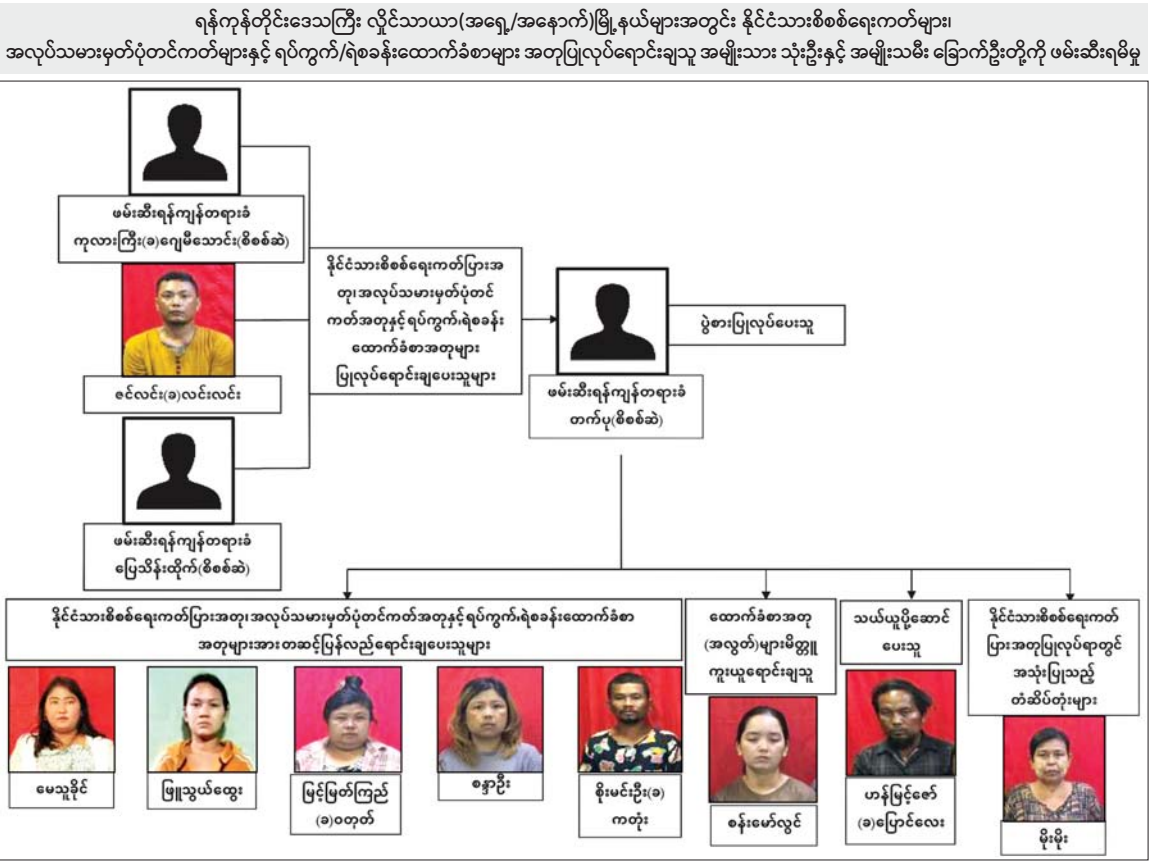 ရန်ကုန်တိုင်းဒေသကြီး လှိုင်သာယာ(အရှေ့/အနောက်)မြို့နယ်များအတွင်း နိုင်ငံသားစိစစ်ရေးကတ်များ၊
အလုပ်သမားမှတ်ပုံတင်ကတ်များနှင့် ရပ်ကွက်/ရဲစခန်းထောက်ခံစာများ အတုပြုလုပ်ရောင်းချသူ အမျိုးသား သုံးဦးနှင့် အမျိုးသမီး ခြောက်ဦးတို့ကို ဖမ်းဆီးရမိမှု
ဖမ်းဆီးရန်ကျန်တရားခံ
ကုလားကြီး(ခ)ဂျေမီသောင်း(စိစစ်ဆဲ)
ဇင်လင်း(ခ)လင်းလင်း
ဖမ်းဆီးရန်ကျန်တရားခံ
ပြေသိန်းထိုက်(စိစစ်ဆဲ)
နိုင်ငံသားစိစစ်ရေးကတ်ပြားအ
တု၊အလုပ်သမားမှတ်ပုံတင်
ကတ်အတုနှင့်ရပ်ကွက်၊ရဲစခန်း
ထောက်ခံစာအတုများ
ပြုလုပ်ရောင်းချပေးသူများ
ဖမ်းဆီးရန်ကျန်တရားခံ
တက်ပု(စိစစ်ဆဲ)
ပွဲစားပြုလုပ်ပေးသူ
နိုင်ငံသားစိစစ်ရေးကတ်ပြားအတု၊အလုပ်သမားမှတ်ပုံတင်ကတ်အတုနှင့်ရပ်ကွက်၊ရဲစခန်းထောက်ခံစာ
အတုများအားတဆင့်ပြန်လည်ရောင်းချပေးသူများ
မေသူခိုင်
ဖြူသွယ်ထွေး
မြင့်မြတ်ကြည်
(ခ)ဝတုတ်
စန္ဒာဦး
စိုးမင်းဦး(ခ)
ကတုံး
ထောက်ခံစာအတု
(အလွတ်)များမိတ္တူ
ကူးယူရောင်းချသူ
စန်းမော်လွင်
သယ်ယူပို့ဆောင်
ပေးသူ
ဟန်မြင့်ဇော်
(ခ)ပြောင်လေး
နိုင်ငံသားစိစစ်ရေးကတ်
ပြားအတုပြုလုပ်ရာတွင်
အသုံးပြုသည့်
တံဆိပ်တုံးများ
မိုးမိုး